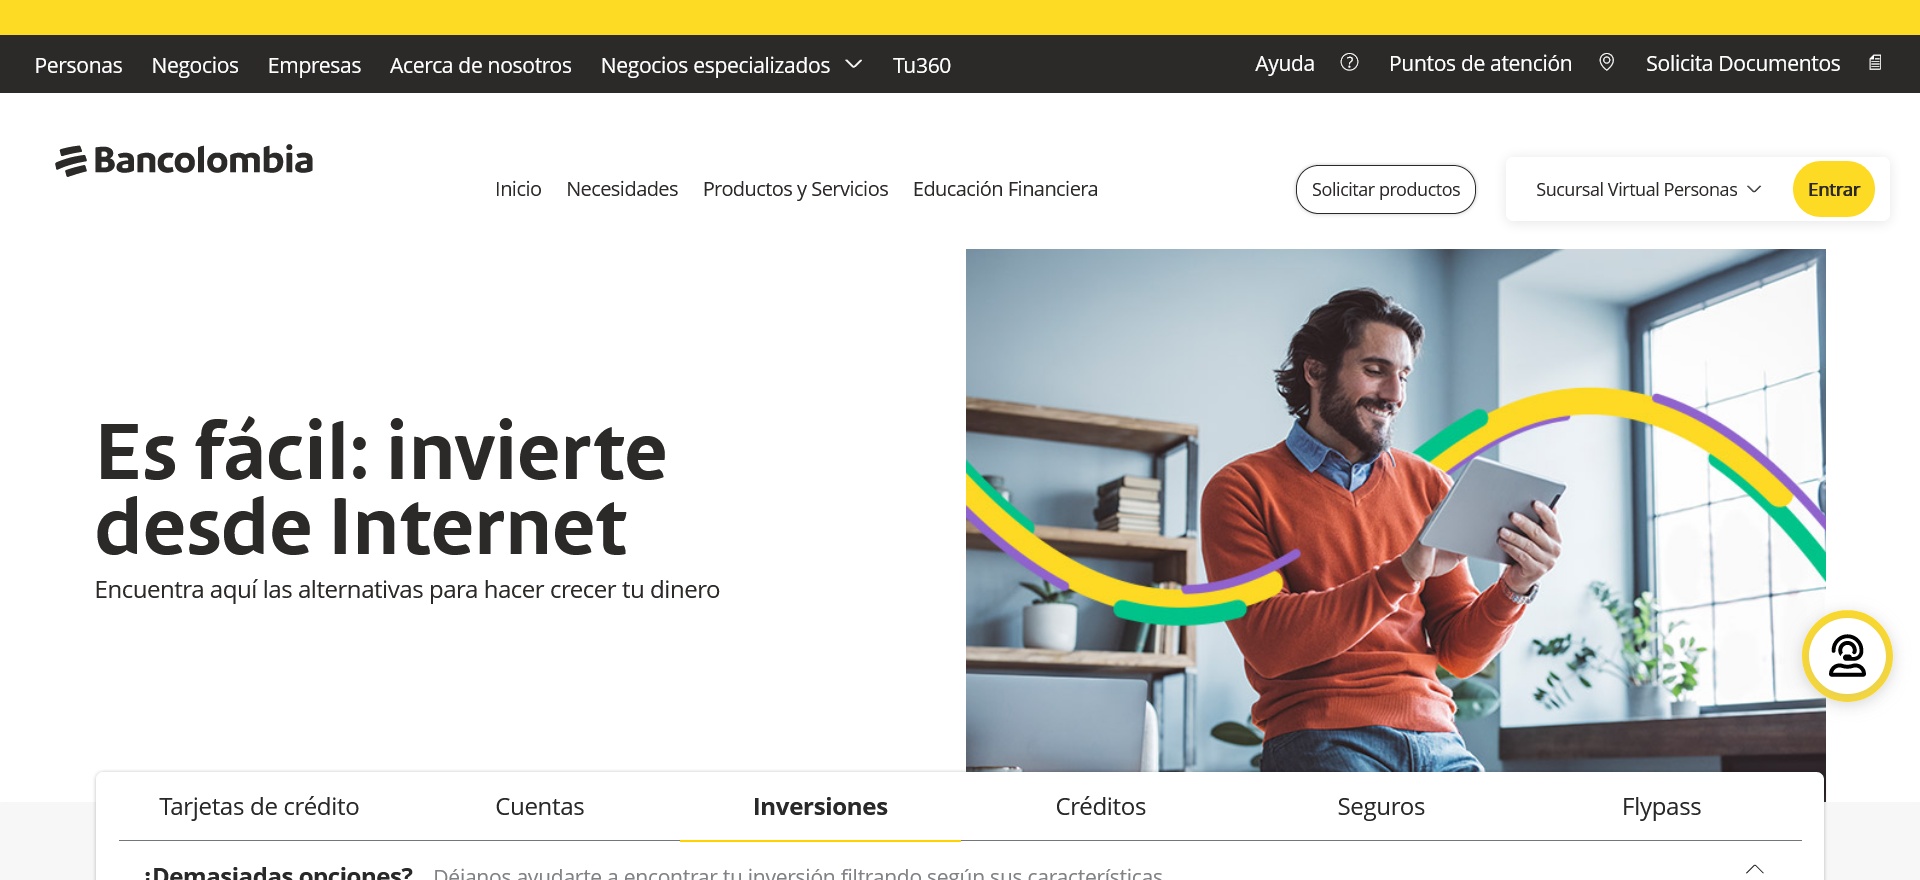 Personas Negocios Empresas Acerca de nosotros Negocios especializados Tu360 Ayuda Puntos de atención Solicita Documentos
Bancolombia
Inicio Necesidades Productos y Servicios Educación Financiera Solicitar productos Sucursal Virtual Personas Entrar
Es fácil: invierte
desde Internet
Encuentra aquí las alternativas para hacer crecer tu dinero
Tarjetas de crédito Cuentas Inversiones Créditos Seguros Flypass
¿Demasiadas opciones? Déjanos ayudarte a encontrar tu inversión filtrando según sus características